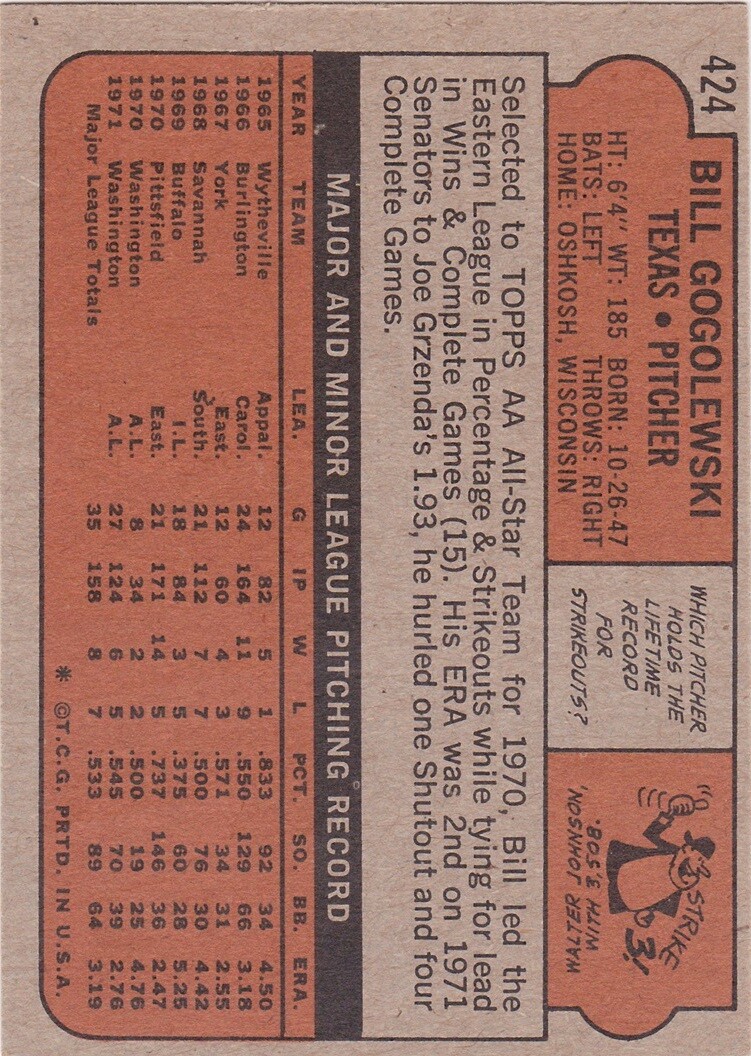 424
BILL GOGOLEWSKI
TEXAS • PITCHER
HT: 6'4" WT: 185 BORN: 10-26-47
BATS: LEFT THROWS: RIGHT
HOME: OSHKOSH, WISCONSIN
WHICH PITCHER
HOLDS THE
LIFETIME
RECORD
FOR
STRIKEOUTS?
STRIKE
3!
WALTER JOHNSON,
WITH 3,508.
Selected to TOPPS AA All-Star Team for 1970, Bill led the
Eastern League in Percentage & Strikeouts while tying for lead
in Wins & Complete Games (15). His ERA was 2nd on 1971
Senators to Joe Grzenda's 1.93, he hurled one Shutout and four
Complete Games.
MAJOR AND MINOR LEAGUE PITCHING RECORD
YEAR TEAM LEA. G IP W L PCT. SO. BB. ERA.
1965 Wytheville Appal. 12 82 5 1 .833 92 34 4.50
1966 Burlington Carol. 24 164 11 9 .550 129 66 3.18
1967 York East. 12 60 4 3 .571 34 31 2.55
1968 Savannah South. 21 112 7 7 .500 76 30 4.42
1969 Buffalo I.L. 18 84 3 5 .375 60 28 5.25
1970 Pittsfield East. 21 171 14 5 .737 146 36 2.47
1970 Washington A.L. 8 34 2 2 .500 19 25 4.76
1971 Washington A.L. 27 124 6 5 .545 70 39 2.76
Major League Totals 35 158 8 7 .533 89 64 3.19
* ©T.C.G. PRTD. IN U.S.A.